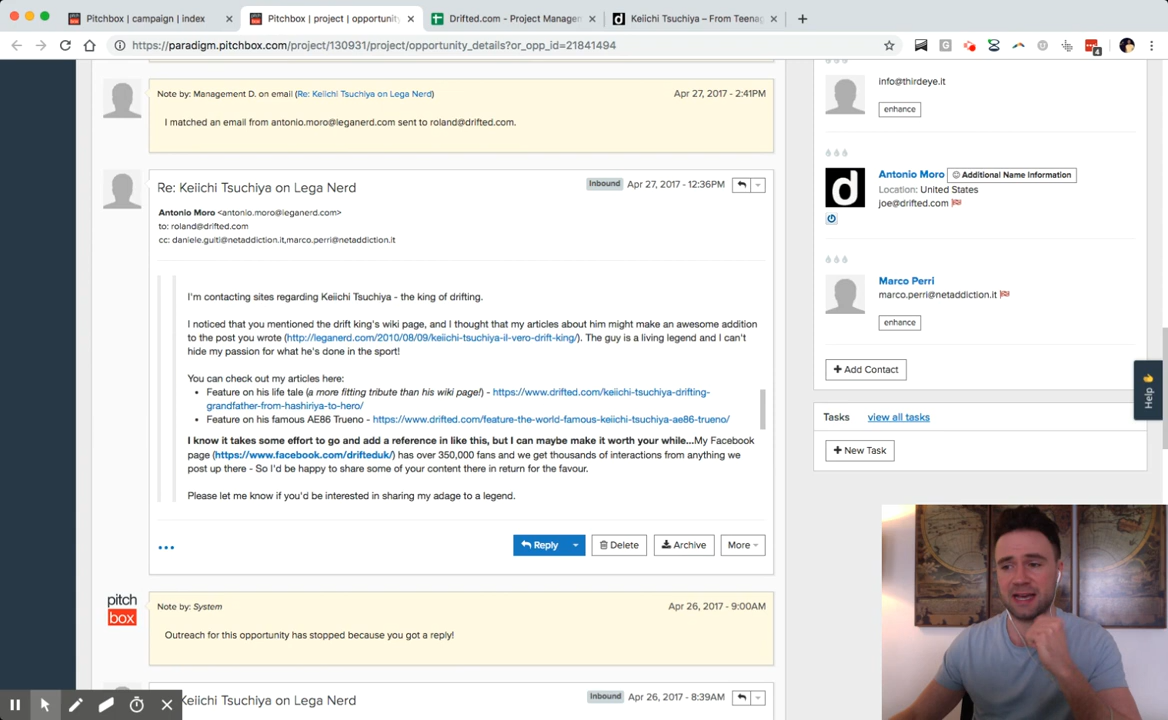 Pitchbox | campaign | index
Pitchbox | project | opportunity
Drifted.com - Project Managem
Keiichi Tsuchiya – From Teenag
https://paradigm.pitchbox.com/project/130931/project/opportunity_details?or_opp_id=21841494
4
Note by: Management D. on email (Re: Keiichi Tsuchiya on Lega Nerd)
Apr 27, 2017 - 2:41PM
I matched an email from antonio.moro@leganerd.com sent to roland@drifted.com.
Re: Keiichi Tsuchiya on Lega Nerd
Inbound Apr 27, 2017 - 12:36PM
Antonio Moro <antonio.moro@leganerd.com>
to: roland@drifted.com
cc: daniele.gulti@netaddiction.it,marco.perri@netaddiction.it
I'm contacting sites regarding Keiichi Tsuchiya - the king of drifting.
I noticed that you mentioned the drift king's wiki page, and I thought that my articles about him might make an awesome addition
to the post you wrote (http://leganerd.com/2010/08/09/keiichi-tsuchiya-il-vero-drift-king/). The guy is a living legend and I can't
hide my passion for what he's done in the sport!
You can check out my articles here:
• Feature on his life tale (a more fitting tribute than his wiki page!) - https://www.drifted.com/keiichi-tsuchiya-drifting-
grandfather-from-hashiriya-to-hero/
• Feature on his famous AE86 Trueno - https://www.drifted.com/feature-the-world-famous-keiichi-tsuchiya-ae86-trueno/
I know it takes some effort to go and add a reference in like this, but I can maybe make it worth your while...My Facebook
page (https://www.facebook.com/drifteduk/) has over 350,000 fans and we get thousands of interactions from anything we
post up there - So I'd be happy to share some of your content there in return for the favour.
Please let me know if you'd be interested in sharing my adage to a legend.
Reply
Delete
Archive
More
pitch
box
Note by: System
Apr 26, 2017 - 9:00AM
Outreach for this opportunity has stopped because you got a reply!
Keiichi Tsuchiya on Lega Nerd
Inbound Apr 26, 2017 - 8:39AM
info@thirdeye.it
enhance
d
Antonio Moro
Additional Name Information
Location: United States
joe@drifted.com
Marco Perri
marco.perri@netaddiction.it
enhance
+ Add Contact
Tasks view all tasks
+ New Task
Help